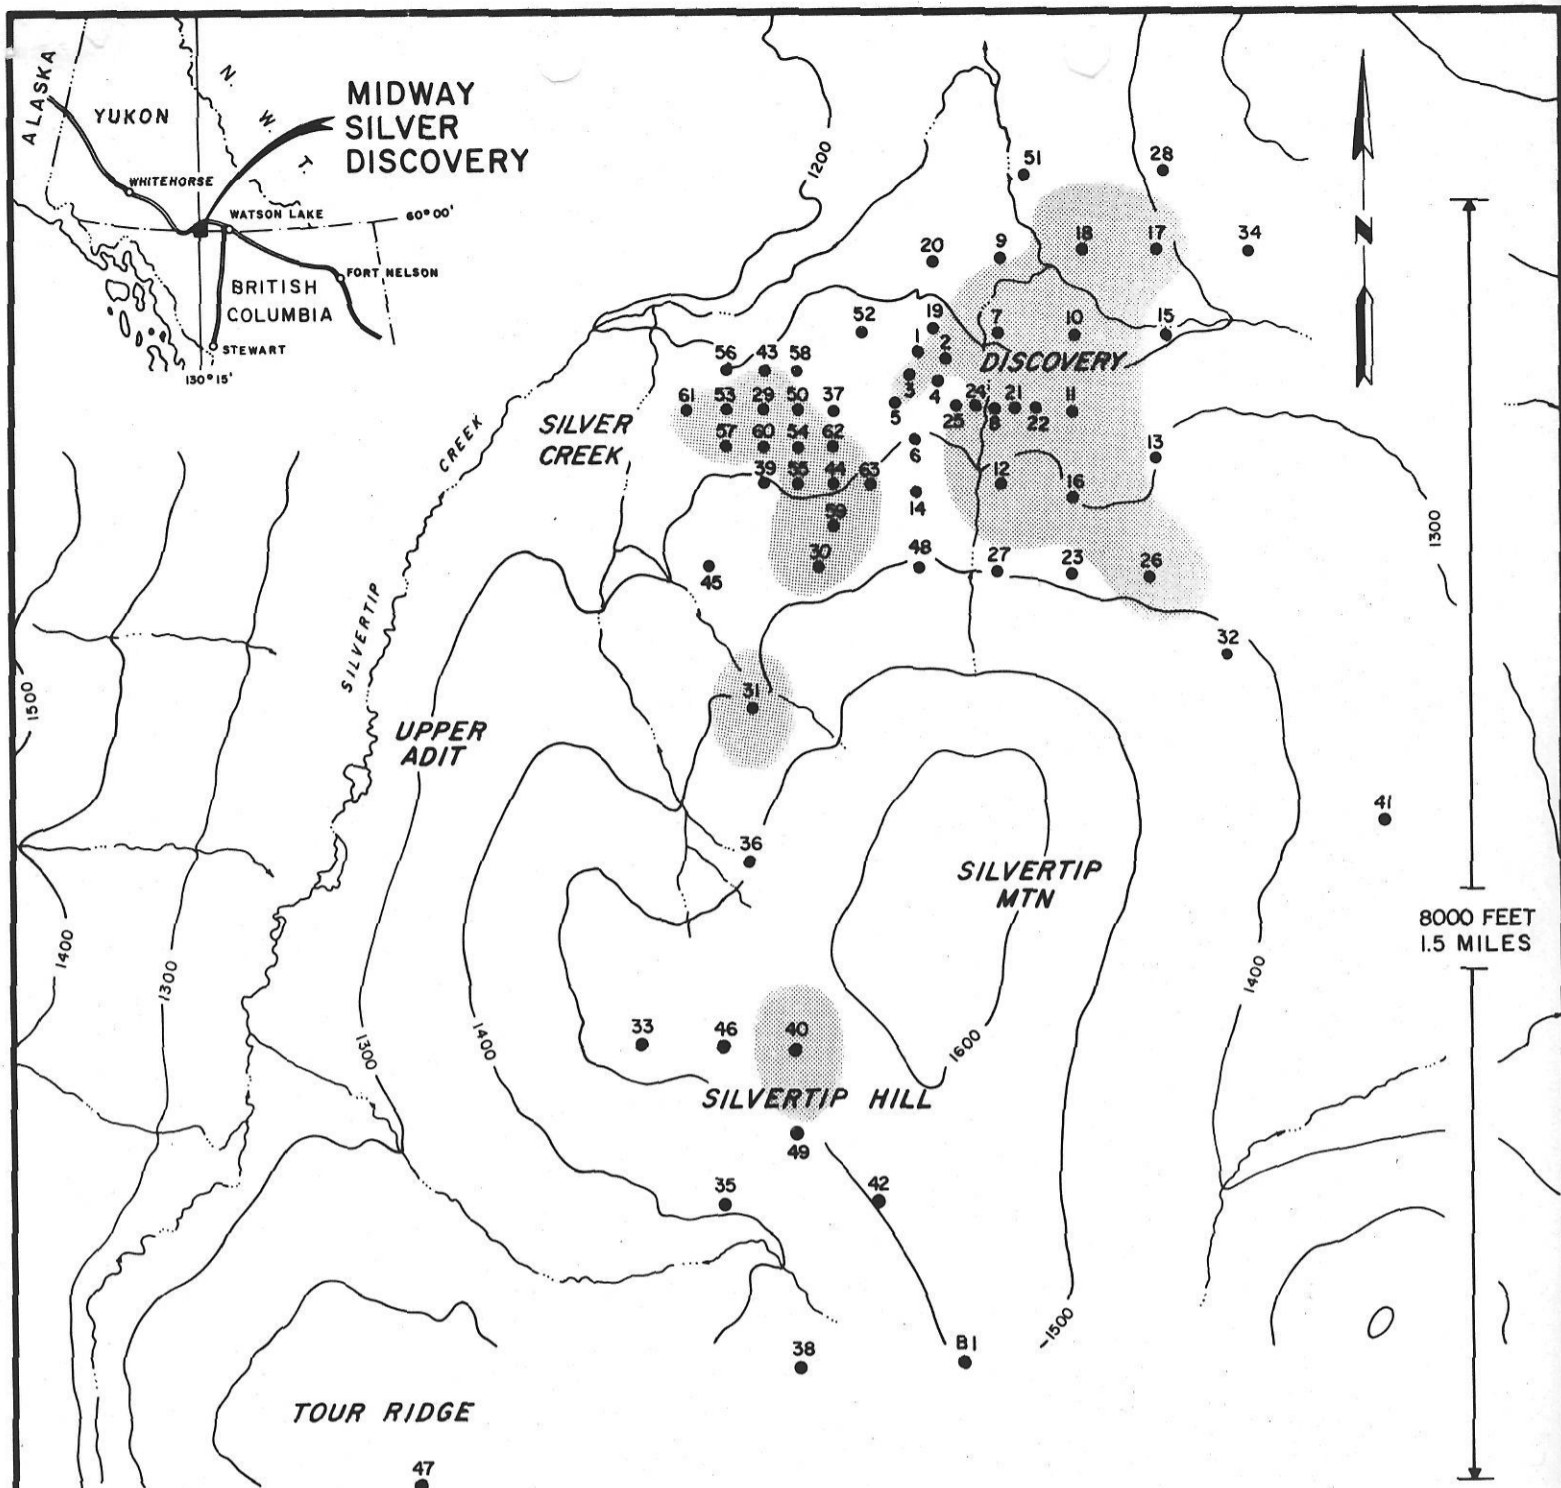 MIDWAY
SILVER
DISCOVERY
ALASKA
YUKON
N. W. T.
WHITEHORSE
WATSON LAKE
60°00'
FORT NELSON
BRITISH
COLUMBIA
STEWART
130°15'
1200
51
28
N
18
17
34
20
9
52
19
7
10
15
1
2
56
43
58
DISCOVERY
3
4
61
53
29
50
37
5
25
24
8
21
22
11
SILVER
CREEK
57
60
54
62
6
13
39
55
44
63
12
16
14
59
1300
SILVERTIP CREEK
45
30
48
27
23
26
32
31
1500
UPPER
ADIT
41
36
SILVERTIP
MTN
8000 FEET
1.5 MILES
1400
1300
1400
33
46
40
1300
1400
1600
SILVERTIP HILL
49
35
42
1500
38
B1
TOUR RIDGE
47